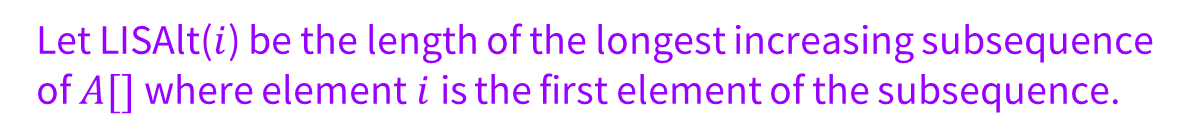 Let LISAlt(i) be the length of the longest increasing subsequence
of A[] where element i is the first element of the subsequence.